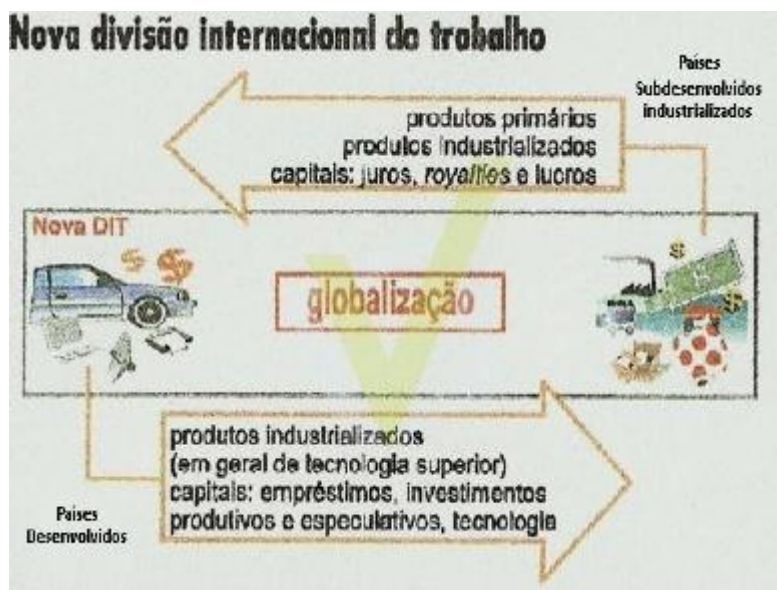 Nova divisão internacional do trabalho
Países
Subdesenvolvidos
industrializados
produtos primários
produtos industrializados
capitais: juros, royalties e lucros
Nova DIT
globalização
produtos industrializados
(em geral de tecnologia superior)
capitais: empréstimos, investimentos
produtivos e especulativos, tecnologia
Países
Desenvolvidos